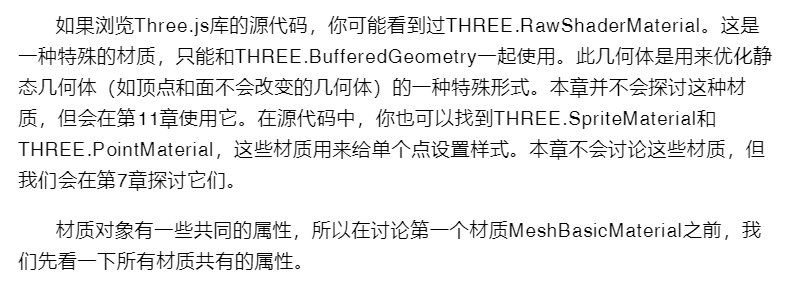 如果浏览Three.js库的源代码，你可能看到过THREE.RawShaderMaterial。这是
一种特殊的材质，只能和THREE.BufferedGeometry一起使用。此几何体是用来优化静
态几何体（如顶点和面不会改变的几何体）的一种特殊形式。本章并不会探讨这种材
质，但会在第11章使用它。在源代码中，你也可以找到THREE.SpriteMaterial和
THREE.PointMaterial，这些材质用来给单个点设置样式。本章不会讨论这些材质，但
我们会在第7章探讨它们。
材质对象有一些共同的属性，所以在讨论第一个材质MeshBasicMaterial之前，我
们先看一下所有材质共有的属性。